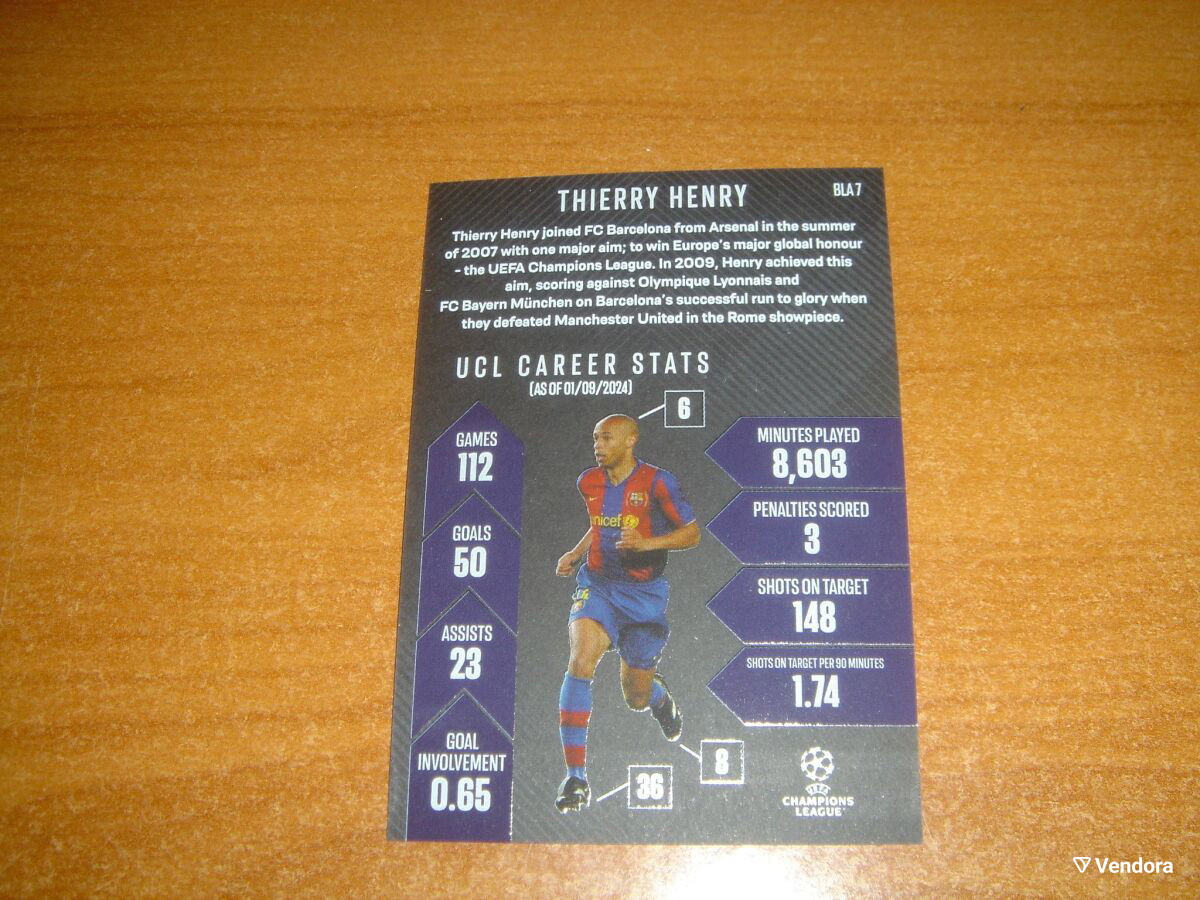 THIERRY HENRY
BLA 7
Thierry Henry joined FC Barcelona from Arsenal in the summer
of 2007 with one major aim; to win Europe's major global honour
- the UEFA Champions League. In 2009, Henry achieved this
aim, scoring against Olympique Lyonnais and
FC Bayern München on Barcelona's successful run to glory when
they defeated Manchester United in the Rome showpiece.
UCL CAREER STATS
(AS OF 01/09/2024)
6
GAMES
112
GOALS
50
ASSISTS
23
GOAL
INVOLVEMENT
0.65
unicef
MINUTES PLAYED
8,603
PENALTIES SCORED
3
SHOTS ON TARGET
148
SHOTS ON TARGET PER 90 MINUTES
1.74
8
36
UEFA
CHAMPIONS
LEAGUE
Vendora